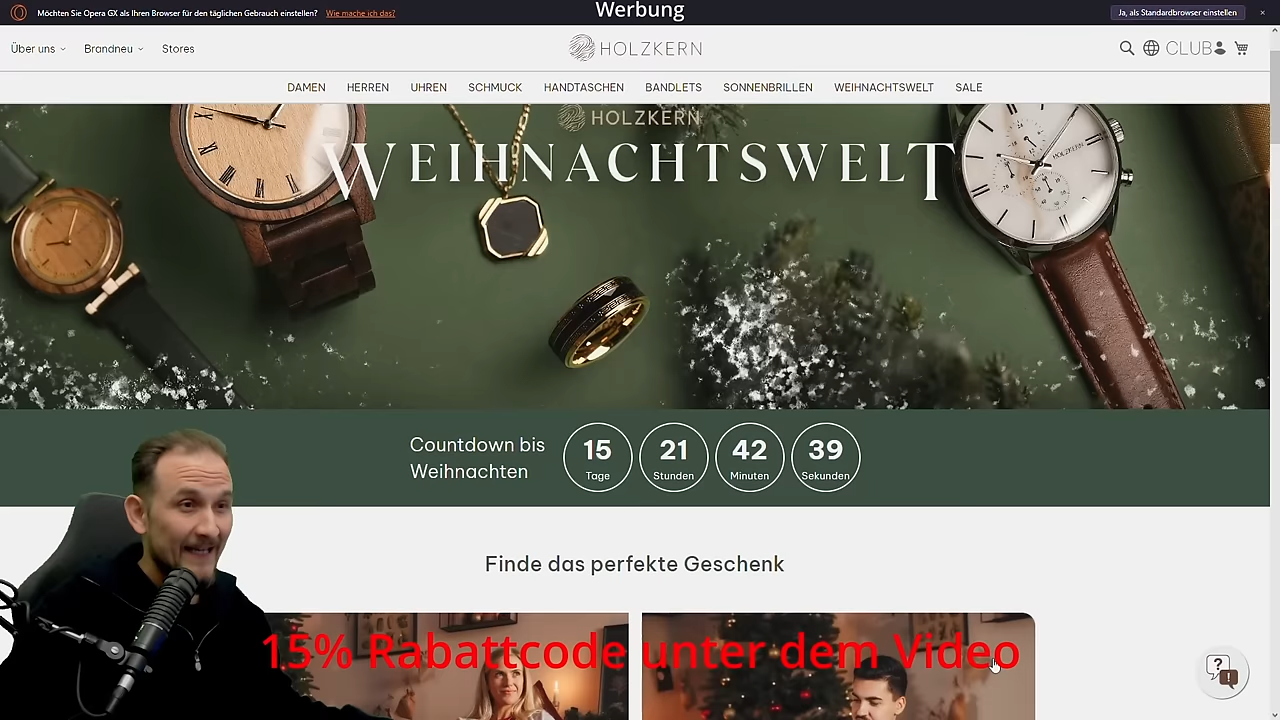 Werbung
Möchten Sie Opera GX als Ihren Browser für den täglichen Gebrauch einstellen? Wie mache ich das?
Ja, als Standardbrowser einstellen
Über uns Brandneu Stores
HOLZKERN
CLUB
DAMEN HERREN UHREN SCHMUCK HANDTASCHEN BANDLETS SONNENBRILLEN WEIHNACHTSWELT SALE
HOLZKERN
WEIHNACHTSWELT
HOLZKERN
Countdown bis
Weihnachten
15 21 42 39
Tage Stunden Minuten Sekunden
Finde das perfekte Geschenk
15% Rabattcode unter dem Video